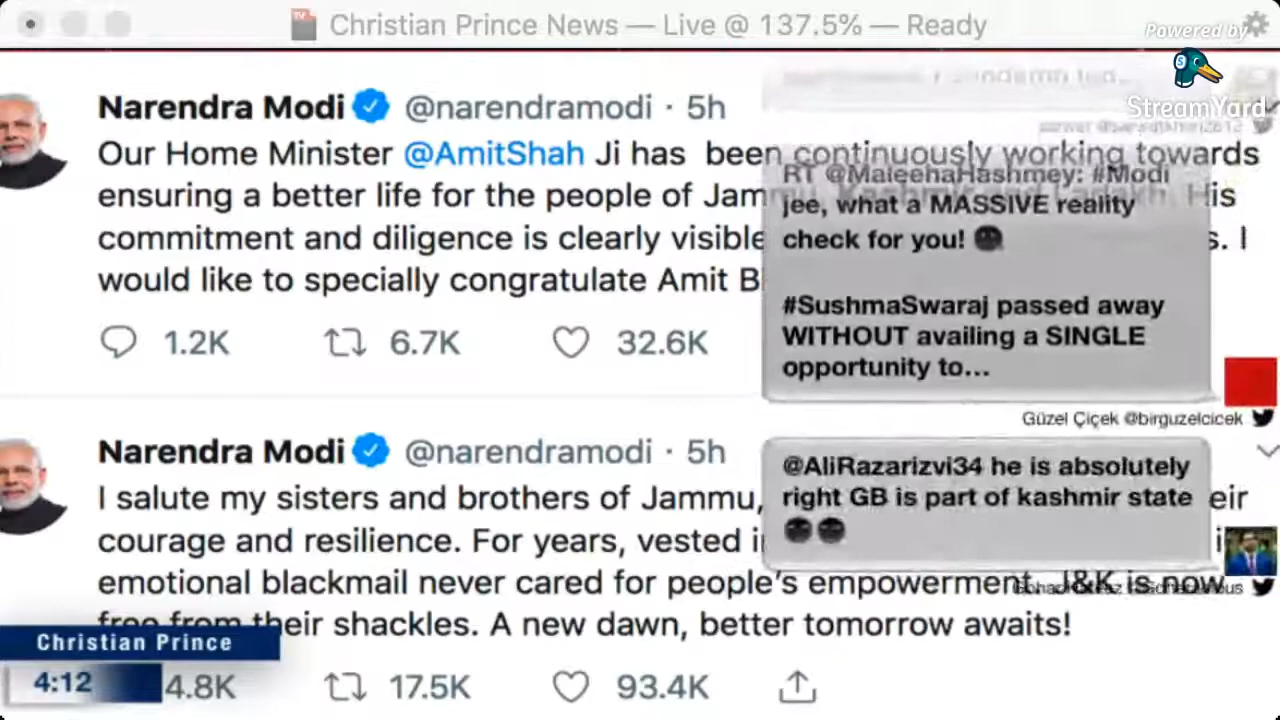 Christian Prince News — Live @ 137.5% — Ready
Powered by
StreamYard
Narendra Modi @narendramodi · 5h
Our Home Minister @AmitShah Ji has been continuously working towards
ensuring a better life for the people of Jammu, Kashmir and Ladakh. His
commitment and diligence is clearly visible
s. I
would like to specially congratulate Amit B
1.2K 6.7K 32.6K
RT @MaleehaHashmey: #Modi
jee, what a MASSIVE reality
check for you!
#SushmaSwaraj passed away
WITHOUT availing a SINGLE
opportunity to...
Güzel Çiçek @birguzelcicek
Narendra Modi @narendramodi · 5h
I salute my sisters and brothers of Jammu,
eir
courage and resilience. For years, vested i
emotional blackmail never cared for people's empowerment. J&K is now
free from their shackles. A new dawn, better tomorrow awaits!
@AliRazarizvi34 he is absolutely
right GB is part of kashmir state
Christian Prince
4:12
4.8K 17.5K 93.4K